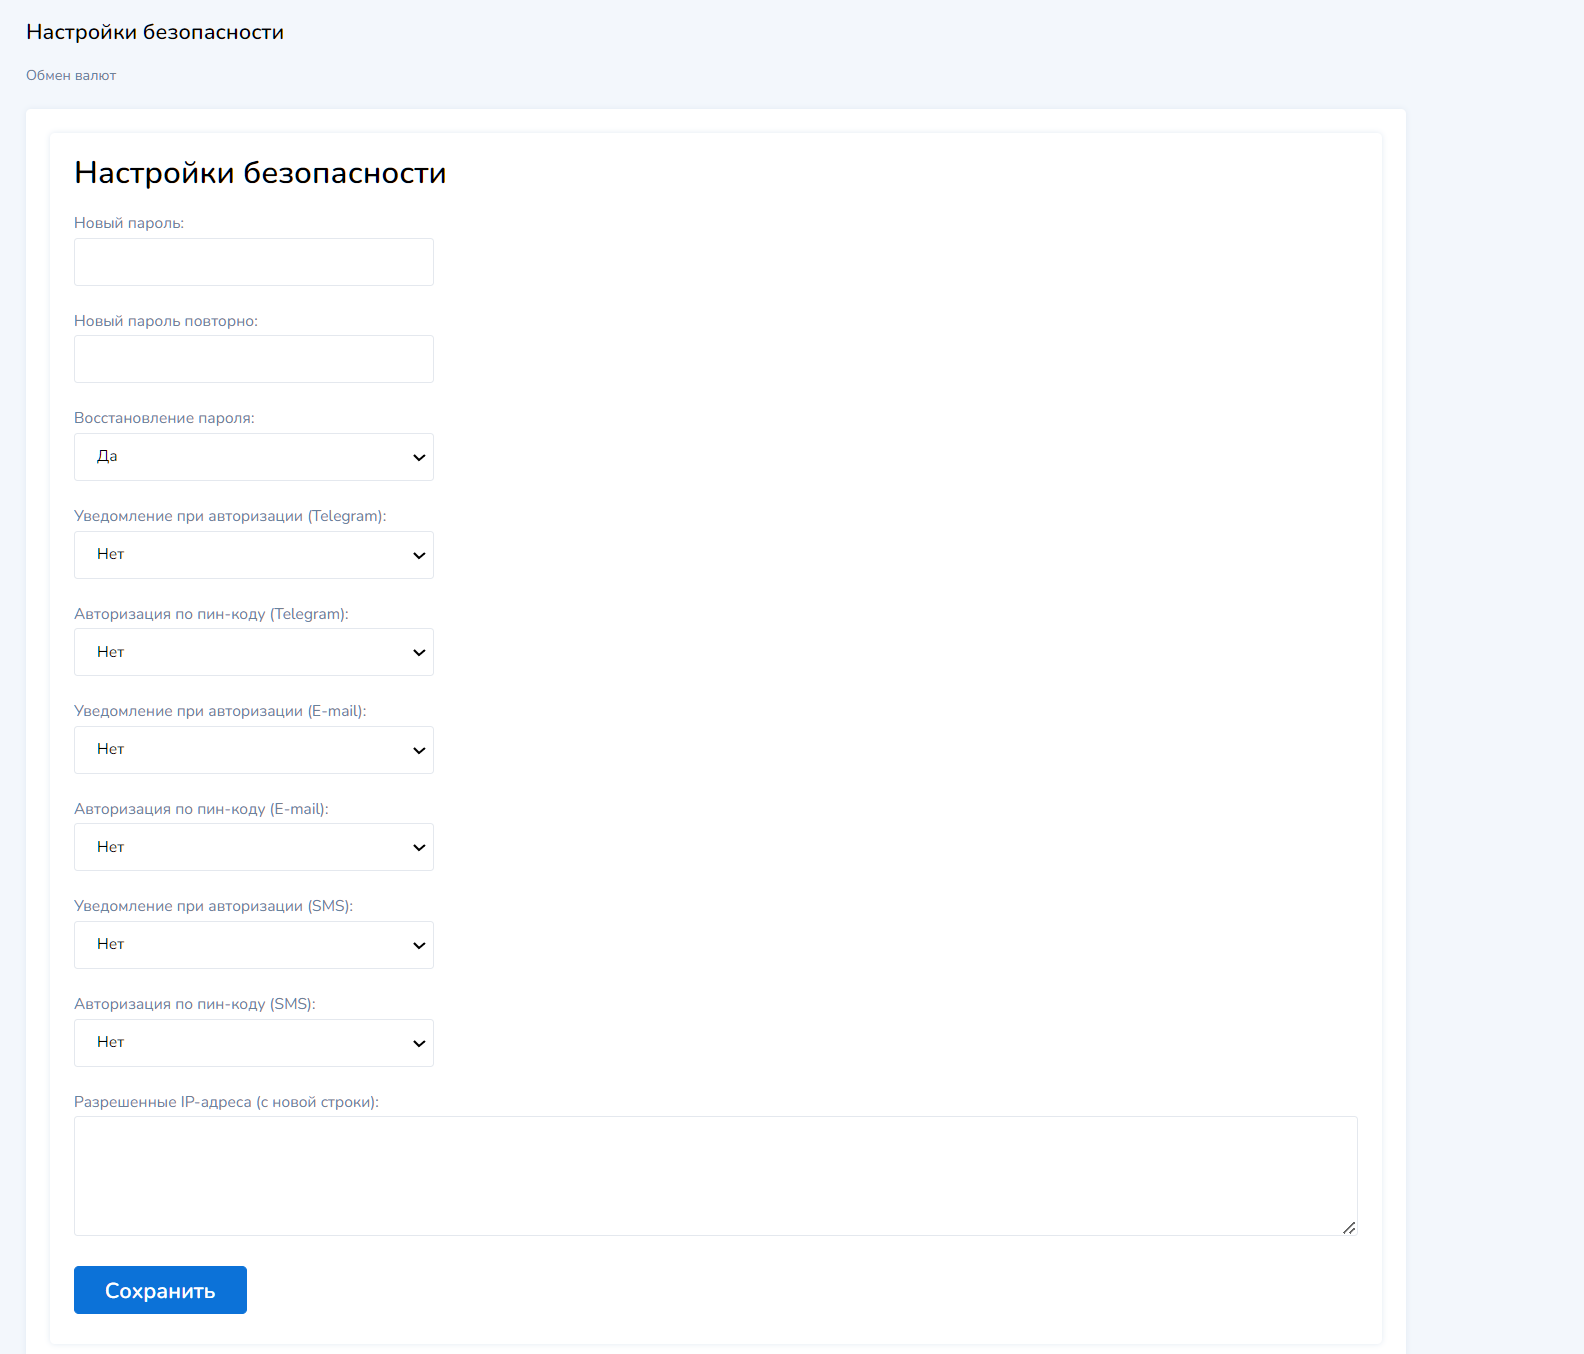 Настройки безопасности
Обмен валют
Настройки безопасности
Новый пароль:
Новый пароль повторно:
Восстановление пароля:
Да
Уведомление при авторизации (Telegram):
Нет
Авторизация по пин-коду (Telegram):
Нет
Уведомление при авторизации (E-mail):
Нет
Авторизация по пин-коду (E-mail):
Нет
Уведомление при авторизации (SMS):
Нет
Авторизация по пин-коду (SMS):
Нет
Разрешенные IP-адреса (с новой строки):
Сохранить